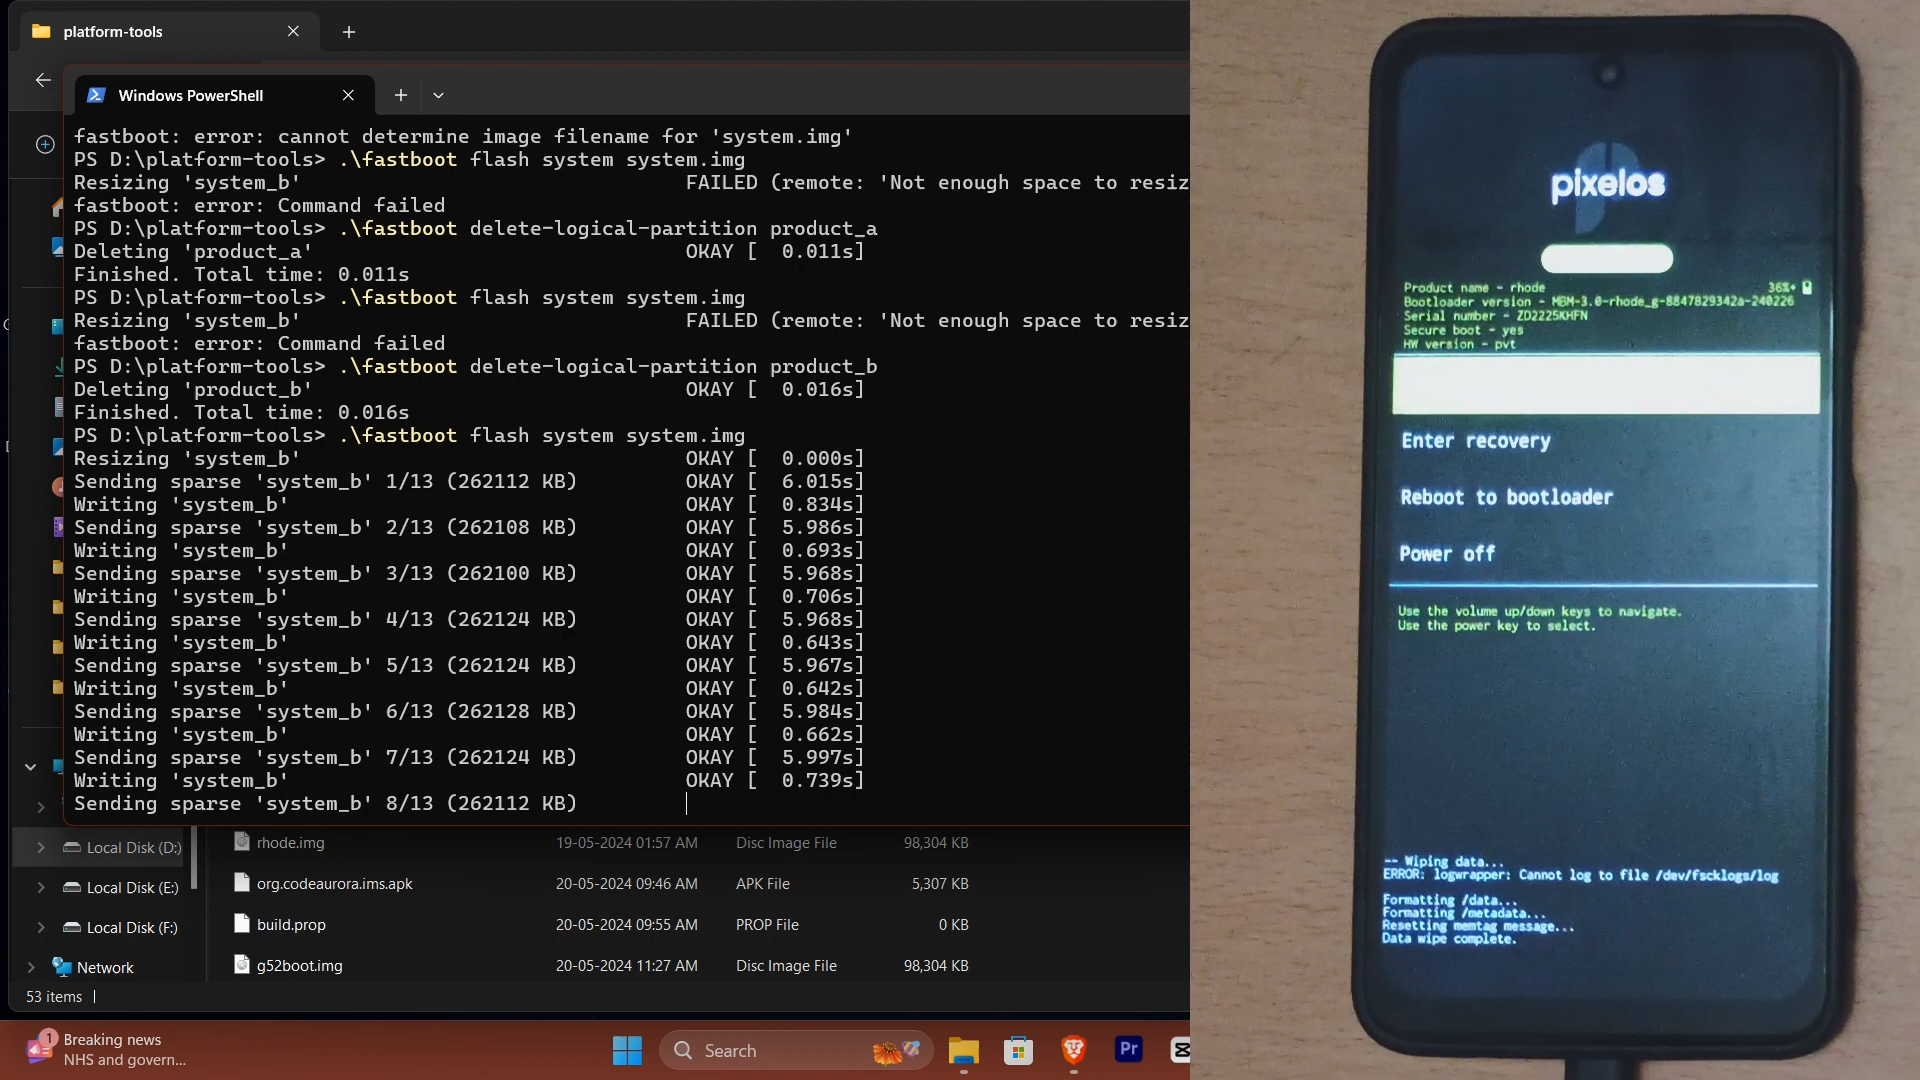 platform-tools
Windows PowerShell
fastboot: error: cannot determine image filename for 'system.img'
PS D:\platform-tools> .\fastboot flash system system.img
Resizing 'system_b' FAILED (remote: 'Not enough space to resiz
fastboot: error: Command failed
PS D:\platform-tools> .\fastboot delete-logical-partition product_a
Deleting 'product_a' OKAY [ 0.011s]
Finished. Total time: 0.011s
PS D:\platform-tools> .\fastboot flash system system.img
Resizing 'system_b' FAILED (remote: 'Not enough space to resiz
fastboot: error: Command failed
PS D:\platform-tools> .\fastboot delete-logical-partition product_b
Deleting 'product_b' OKAY [ 0.016s]
Finished. Total time: 0.016s
PS D:\platform-tools> .\fastboot flash system system.img
Resizing 'system_b' OKAY [ 0.000s]
Sending sparse 'system_b' 1/13 (262112 KB) OKAY [ 6.015s]
Writing 'system_b' OKAY [ 0.834s]
Sending sparse 'system_b' 2/13 (262108 KB) OKAY [ 5.986s]
Writing 'system_b' OKAY [ 0.693s]
Sending sparse 'system_b' 3/13 (262100 KB) OKAY [ 5.968s]
Writing 'system_b' OKAY [ 0.706s]
Sending sparse 'system_b' 4/13 (262124 KB) OKAY [ 5.968s]
Writing 'system_b' OKAY [ 0.643s]
Sending sparse 'system_b' 5/13 (262124 KB) OKAY [ 5.967s]
Writing 'system_b' OKAY [ 0.642s]
Sending sparse 'system_b' 6/13 (262128 KB) OKAY [ 5.984s]
Writing 'system_b' OKAY [ 0.662s]
Sending sparse 'system_b' 7/13 (262124 KB) OKAY [ 5.997s]
Writing 'system_b' OKAY [ 0.739s]
Sending sparse 'system_b' 8/13 (262112 KB)
Local Disk (D:)
Local Disk (E:)
Local Disk (F:)
Network
rhode.img 19-05-2024 01:57 AM Disc Image File 98,304 KB
org.codeaurora.ims.apk 20-05-2024 09:46 AM APK File 5,307 KB
build.prop 20-05-2024 09:55 AM PROP File 0 KB
g52boot.img 20-05-2024 11:27 AM Disc Image File 98,304 KB
53 items
1
Breaking news
NHS and govern...
Search
Pr
pixelos
Product name - rhode 36%+
Bootloader version - MBM-3.0-rhode_g-8847829342a-240226
Serial number - ZD2225KHFN
Secure boot - yes
HW version - pvt
Enter recovery
Reboot to bootloader
Power off
Use the volume up/down keys to navigate.
Use the power key to select.
-- Wiping data...
ERROR: logwrapper: Cannot log to file /dev/fscklogs/log
Formatting /data...
Formatting /metadata...
Resetting memtag message...
Data wipe complete.